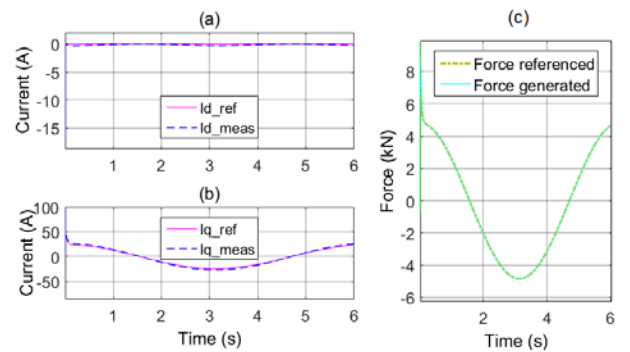 (a)
Current (A)
0
-5
-10
-15
Id_ref
Id_meas
1 2 3 4 5 6
(b)
Current (A)
100
50
0
-50
Iq_ref
Iq_meas
1 2 3 4 5 6
Time (s)
(c)
Force (kN)
8
6
4
2
0
-2
-4
-6
Force referenced
Force generated
2 4 6
Time (s)